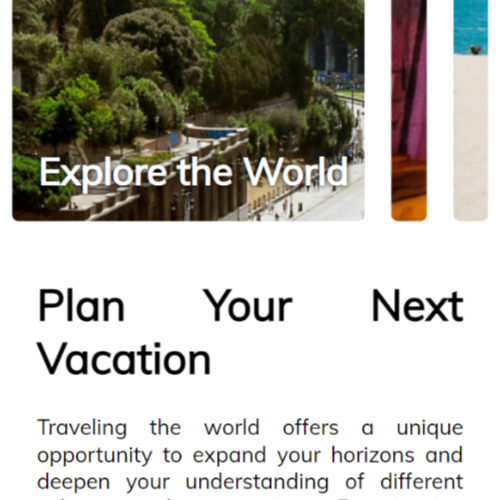 Explore the World
Plan Your Next
Vacation
Traveling the world offers a unique
opportunity to expand your horizons and
deepen your understanding of different